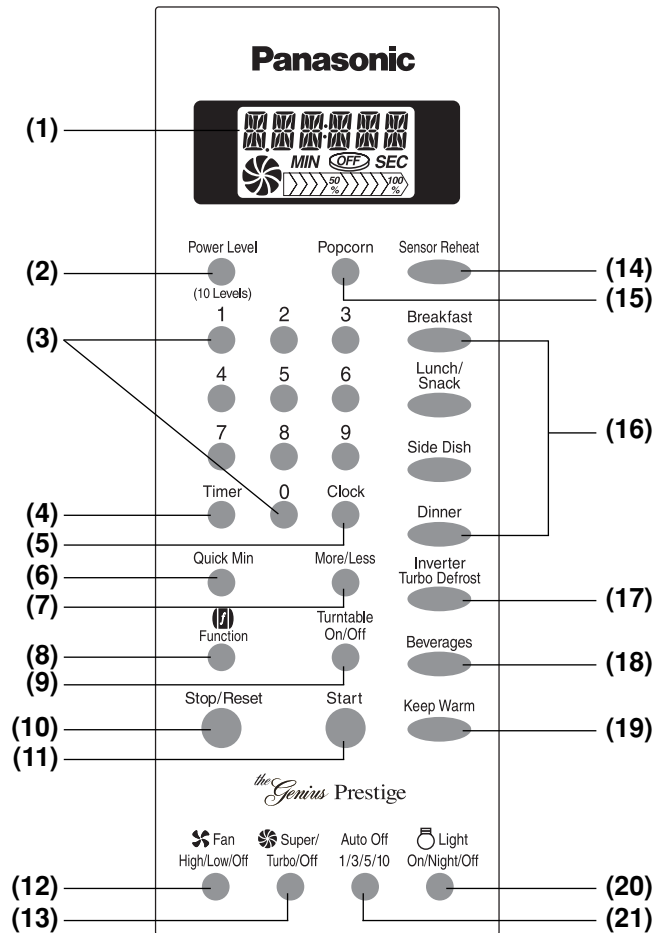 Panasonic
(1)
MIN OFF SEC
50 % 100 %
Power Level Popcorn Sensor Reheat
(2) (14)
(10 Levels) (15)
1 2 3 Breakfast
(3)
4 5 6 Lunch/
Snack
(16)
7 8 9 Side Dish
Timer 0 Clock Dinner
(4)
(5)
Quick Min More/Less Inverter
Turbo Defrost
(6)
(7) (17)
Function Turntable
On/Off Beverages
(8) (18)
(9)
Stop/Reset Start Keep Warm
(10) (19)
(11)
the Genius Prestige
Fan Super/ Auto Off Light
High/Low/Off Turbo/Off 1/3/5/10 On/Night/Off
(12) (20)
(13) (21)